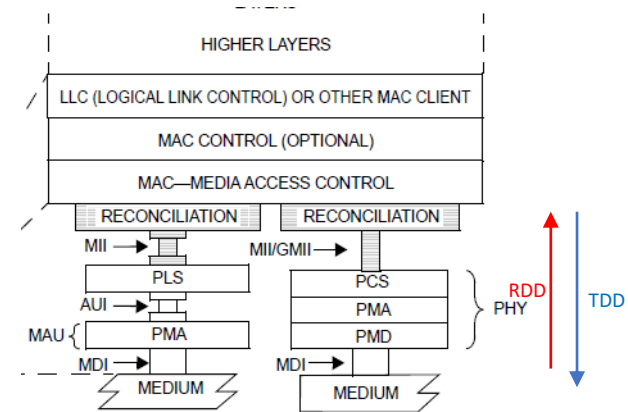 LAYERS
HIGHER LAYERS
LLC (LOGICAL LINK CONTROL) OR OTHER MAC CLIENT
MAC CONTROL (OPTIONAL)
MAC—MEDIA ACCESS CONTROL
RECONCILIATION RECONCILIATION
MII MII/GMII
PLS PCS
RDD TDD
AUI PMA PHY
MAU PMA PMD
MDI MDI
MEDIUM MEDIUM